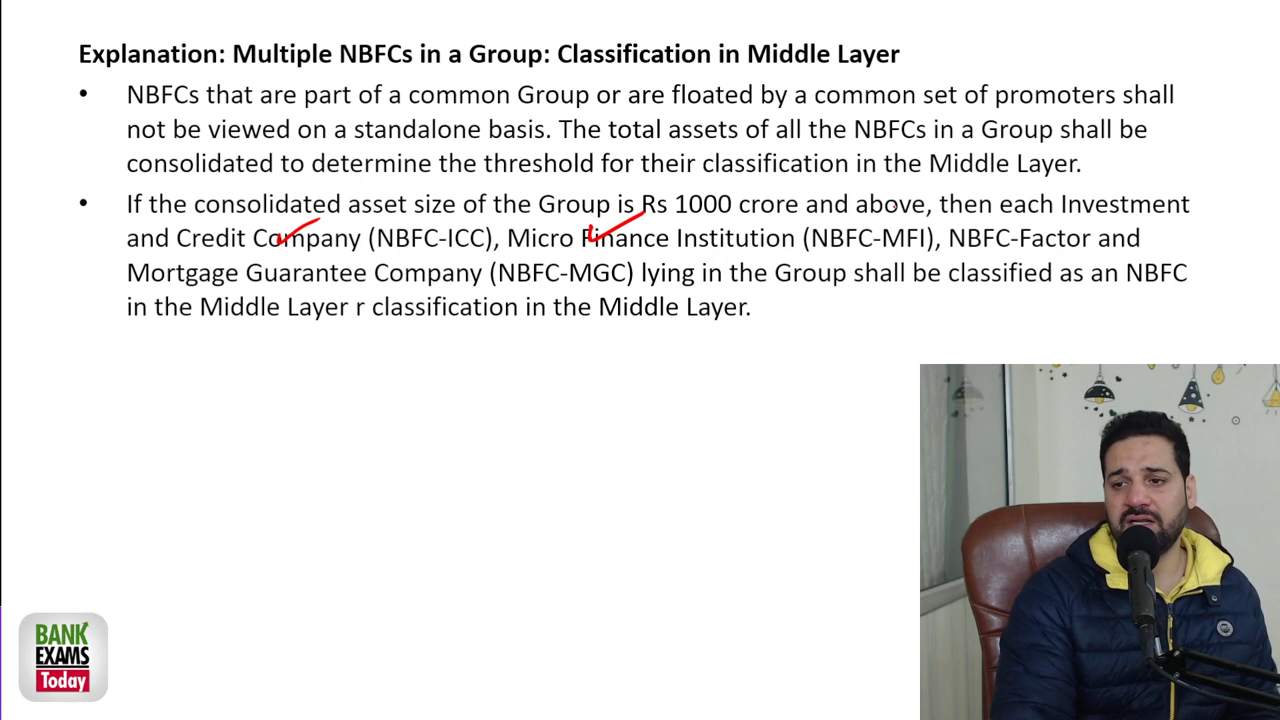 Explanation: Multiple NBFCs in a Group: Classification in Middle Layer
• NBFCs that are part of a common Group or are floated by a common set of promoters shall
not be viewed on a standalone basis. The total assets of all the NBFCs in a Group shall be
consolidated to determine the threshold for their classification in the Middle Layer.
• If the consolidated asset size of the Group is Rs 1000 crore and above, then each Investment
and Credit Company (NBFC-ICC), Micro Finance Institution (NBFC-MFI), NBFC-Factor and
Mortgage Guarantee Company (NBFC-MGC) lying in the Group shall be classified as an NBFC
in the Middle Layer r classification in the Middle Layer.
BANK
EXAMS
Today